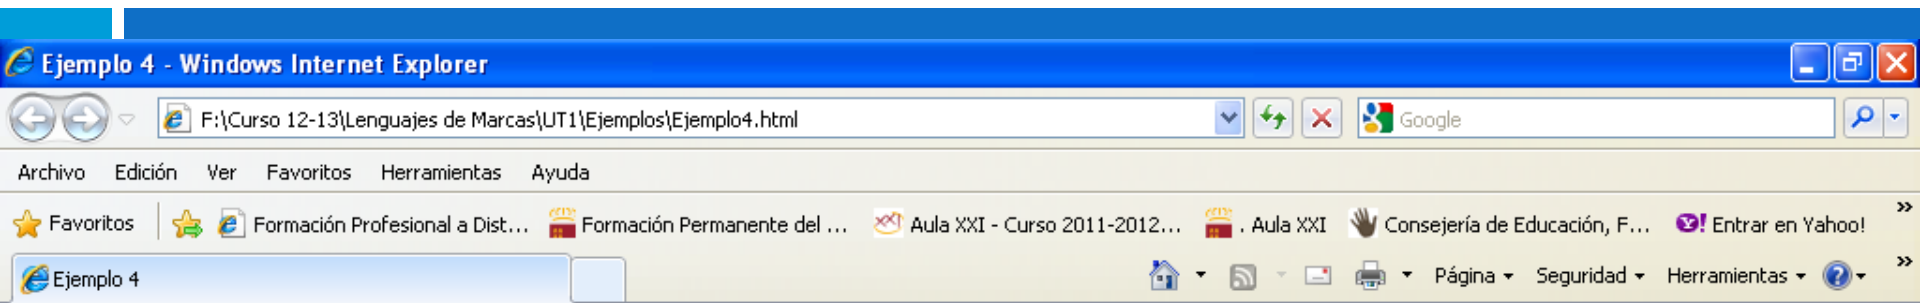 Ejemplo 4 - Windows Internet Explorer
F:\Curso 12-13\Lenguajes de Marcas\UT1\Ejemplos\Ejemplo4.html Google
Archivo Edición Ver Favoritos Herramientas Ayuda
Favoritos Formación Profesional a Dist... Formación Permanente del ... Aula XXI - Curso 2011-2012... . Aula XXI Consejería de Educación, F... Entrar en Yahoo! »
Ejemplo 4 Página Seguridad Herramientas »